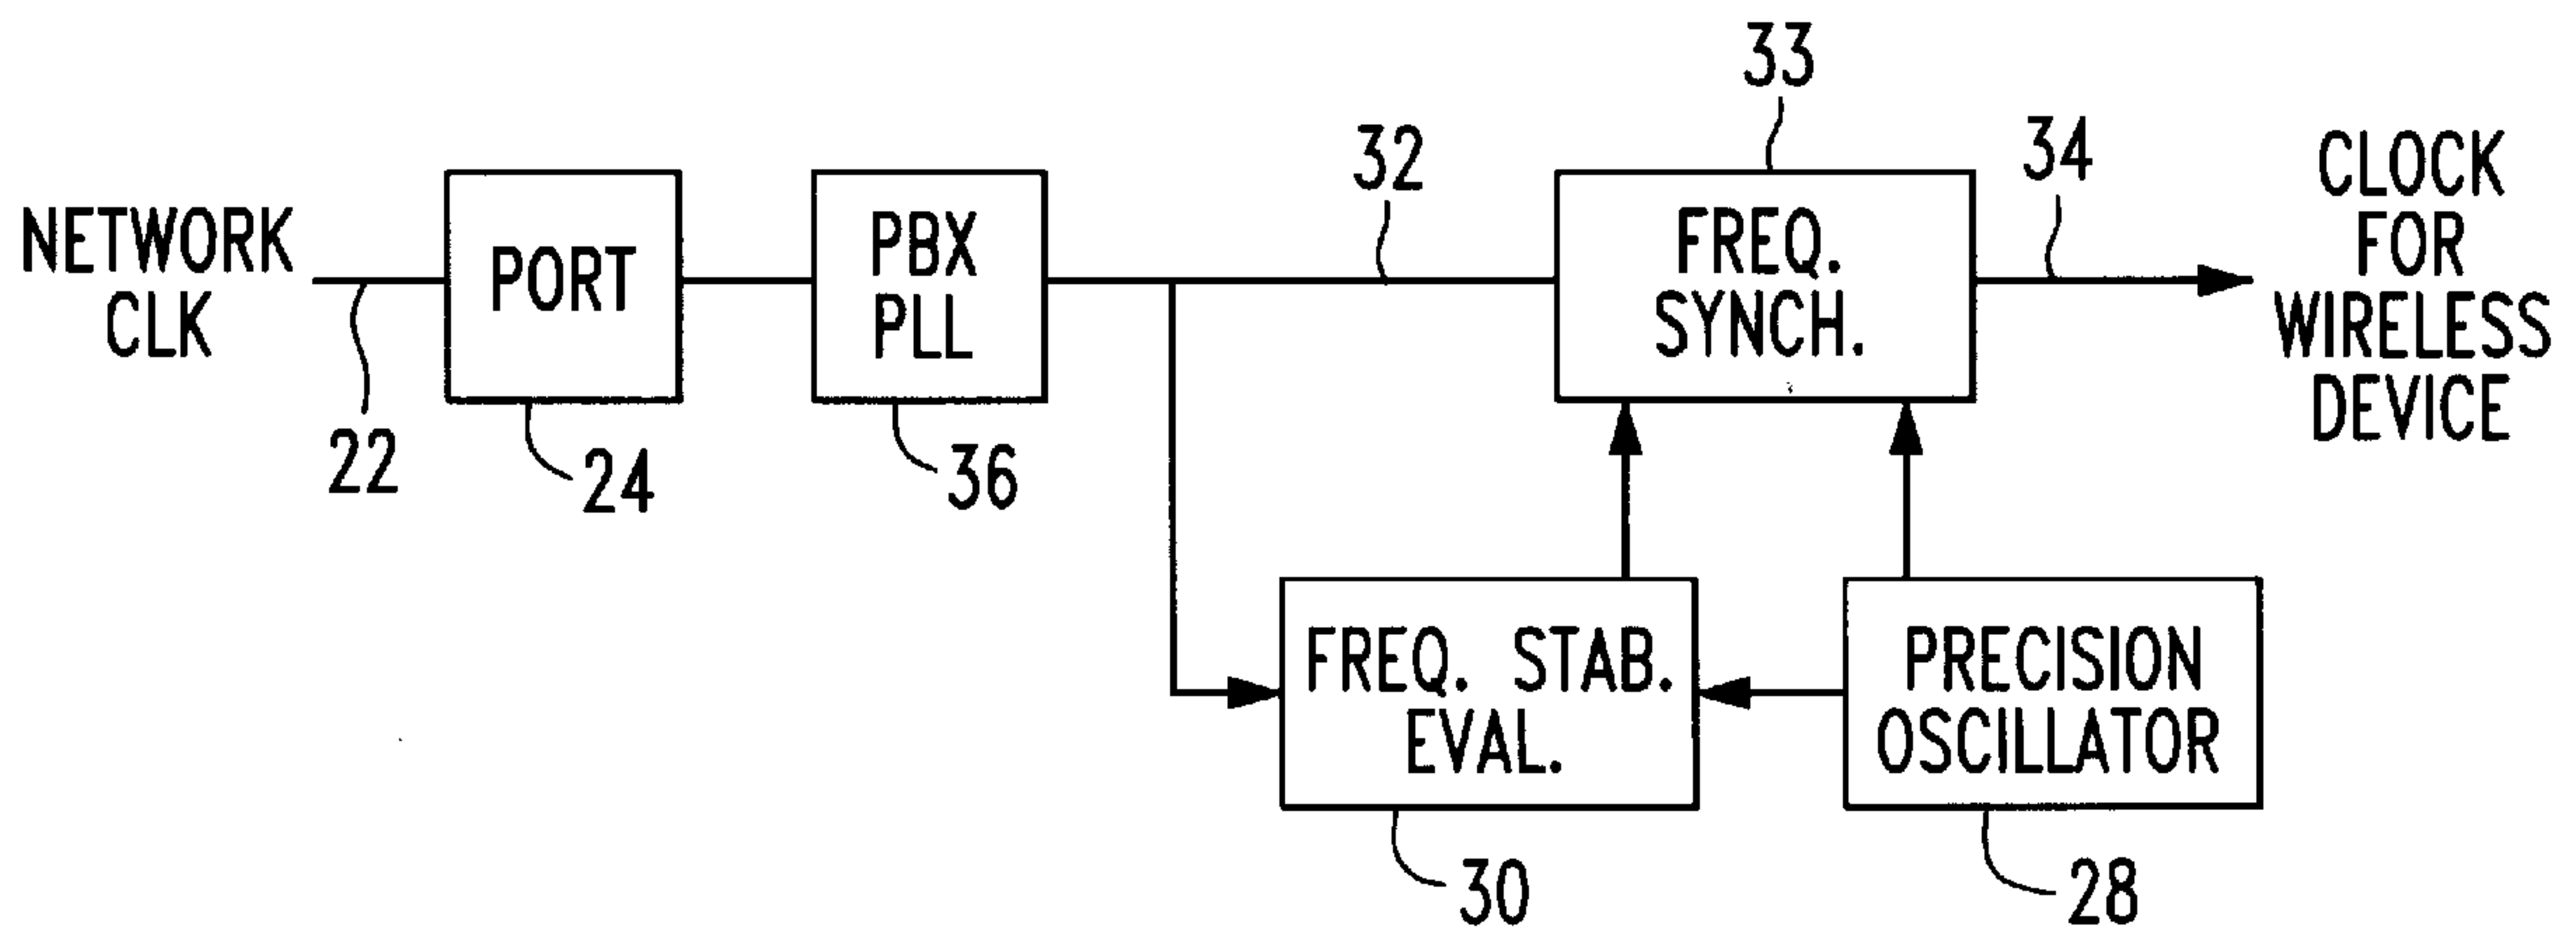 NETWORK
CLK
22
PORT
24
PBX
PLL
36
32
33
FREQ.
SYNCH.
34
CLOCK
FOR
WIRELESS
DEVICE
FREQ. STAB.
EVAL.
30
PRECISION
OSCILLATOR
28